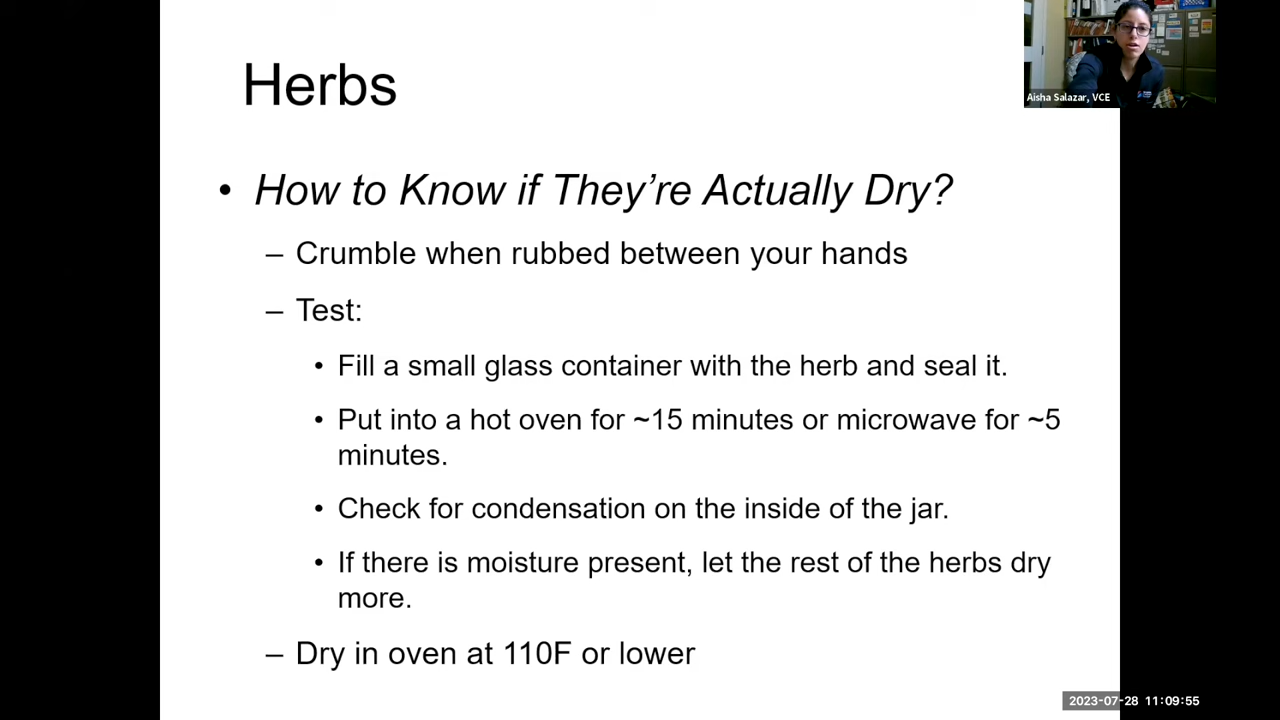 Herbs
Aisha Salazar, VCE
• How to Know if They’re Actually Dry?
– Crumble when rubbed between your hands
– Test:
• Fill a small glass container with the herb and seal it.
• Put into a hot oven for ~15 minutes or microwave for ~5
minutes.
• Check for condensation on the inside of the jar.
• If there is moisture present, let the rest of the herbs dry
more.
– Dry in oven at 110F or lower
2023-07-28 11:09:55